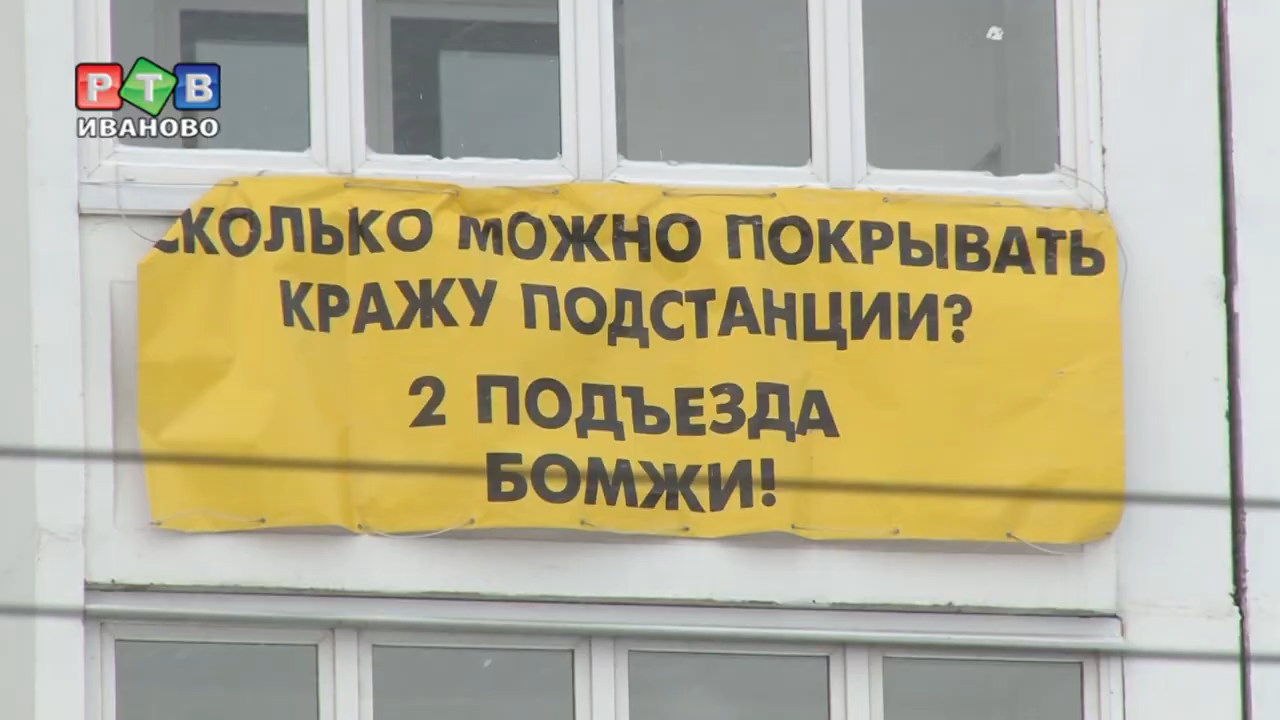 РТВ
ИВАНОВО
СКОЛЬКО МОЖНО ПОКРЫВАТЬ
КРАЖУ ПОДСТАНЦИИ?
2 ПОДЪЕЗДА
БОМЖИ!